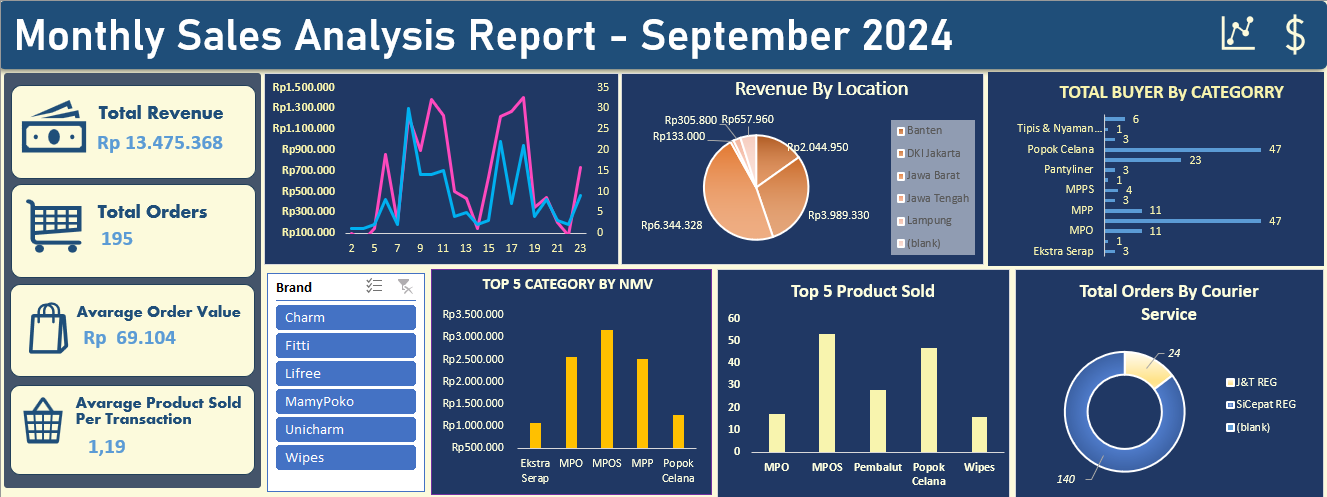 Monthly Sales Analysis Report - September 2024
Total Revenue
Rp 13.475.368
Total Orders
195
Avarage Order Value
Rp 69.104
Avarage Product Sold
Per Transaction
1,19
Rp1.500.000
Rp1.300.000
Rp1.100.000
Rp900.000
Rp700.000
Rp500.000
Rp300.000
Rp100.000
35
30
25
20
15
10
5
0
2 5 7 9 11 13 15 17 19 21 23
Revenue By Location
Rp305.800 Rp657.960
Rp133.000
Rp2.044.950
Rp3.989.330
Rp6.344.328
Banten
DKI Jakarta
Jawa Barat
Jawa Tengah
Lampung
(blank)
TOTAL BUYER By CATEGORRY
6
Tipis & Nyaman... 1
3
Popok Celana 47
23
Pantyliner 3
1
MPPS 4
3
MPP 11
47
MPO 11
1
Ekstra Serap 3
Brand
Charm
Fitti
Lifree
MamyPoko
Unicharm
Wipes
TOP 5 CATEGORY BY NMV
Rp3.500.000
Rp3.000.000
Rp2.500.000
Rp2.000.000
Rp1.500.000
Rp1.000.000
Rp500.000
Ekstra MPO MPOS MPP Popok
Serap Celana
Top 5 Product Sold
60
50
40
30
20
10
0
MPO MPOS Pembalut Popok Wipes
Celana
Total Orders By Courier
Service
24
140
J&T REG
SiCepat REG
(blank)